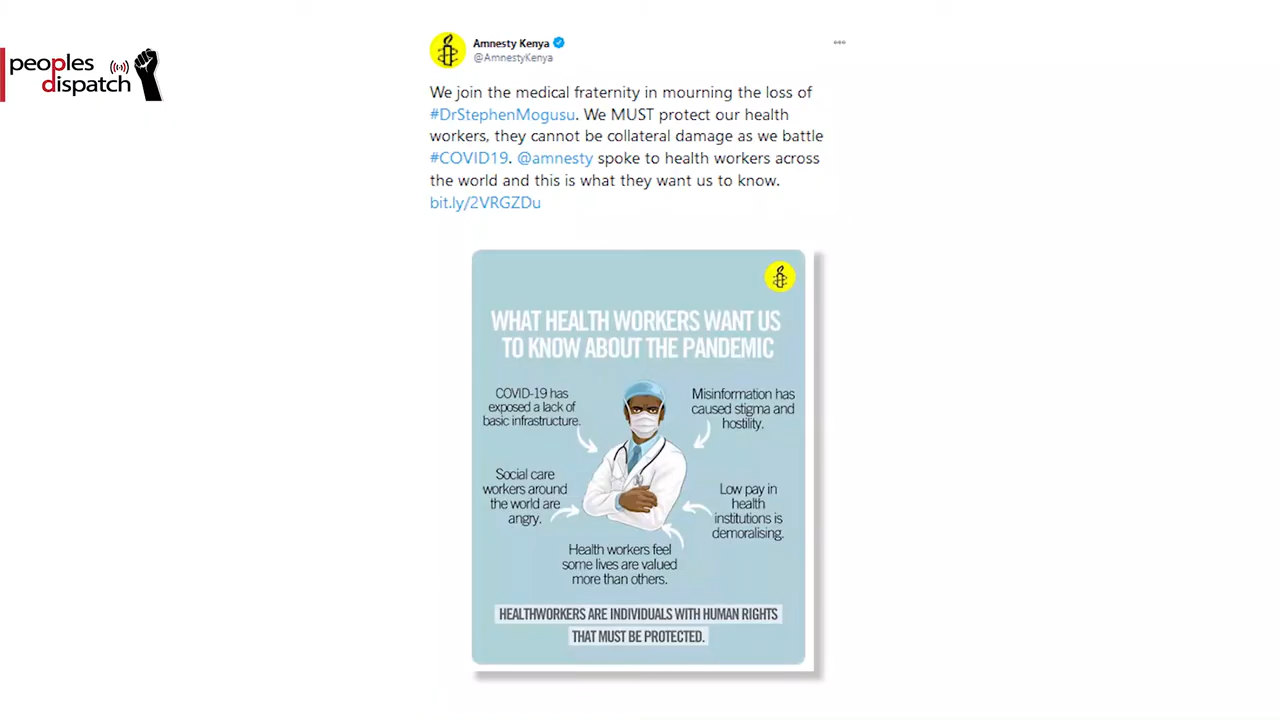 peoples
dispatch
Amnesty Kenya
@AmnestyKenya
We join the medical fraternity in mourning the loss of
#DrStephenMogusu. We MUST protect our health
workers, they cannot be collateral damage as we battle
#COVID19. @amnesty spoke to health workers across
the world and this is what they want us to know.
bit.ly/2VRGZDu
WHAT HEALTH WORKERS WANT US
TO KNOW ABOUT THE PANDEMIC
COVID-19 has
exposed a lack of
basic infrastructure.
Misinformation has
caused stigma and
hostility.
Social care
workers around
the world are
angry.
Low pay in
health
institutions is
demoralising.
Health workers feel
some lives are valued
more than others.
HEALTHWORKERS ARE INDIVIDUALS WITH HUMAN RIGHTS
THAT MUST BE PROTECTED.